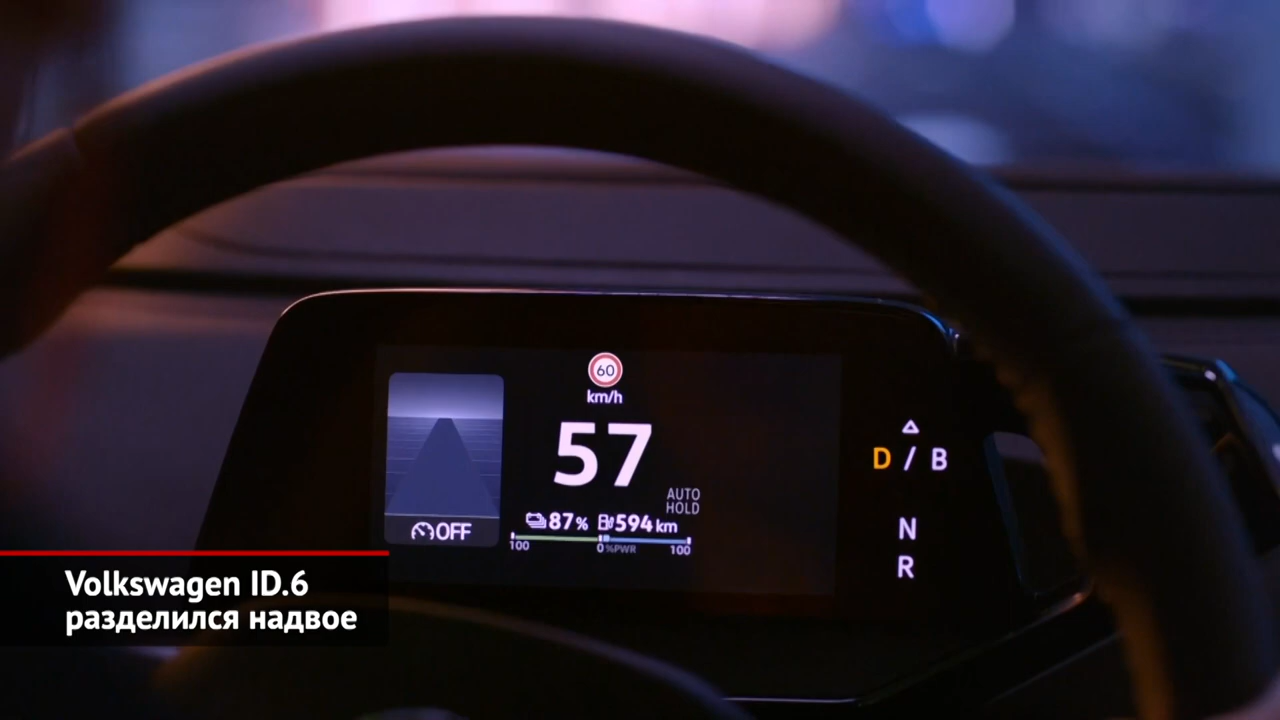 60
km/h
57
AUTO
HOLD
87% 594 km
100 0 %PWR 100
OFF
D / B
N
R
Volkswagen ID.6
разделился надвое